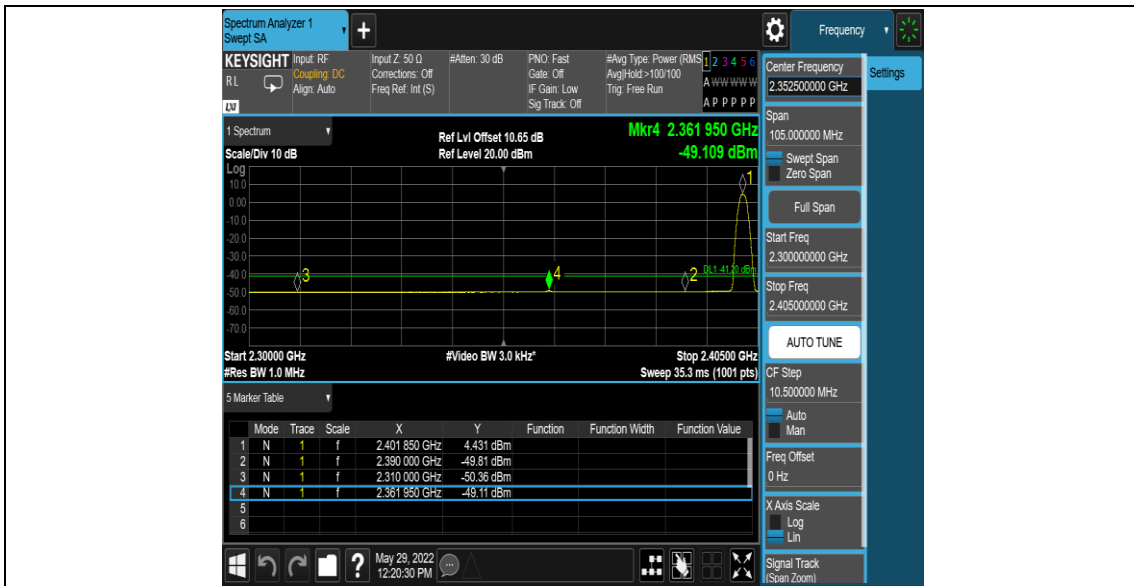 Spectrum Analyzer 1
Swept SA
+
Frequency
KEYSIGHT
RL
LXI
Input: RF
Coupling: DC
Align: Auto
Input Z: 50 Ω
Corrections: Off
Freq Ref: Int (S)
#Atten: 30 dB
PNO: Fast
Gate: Off
IF Gain: Low
Sig Track: Off
#Avg Type: Power (RMS
Avg|Hold:>100/100
Trig: Free Run
1 2 3 4 5 6
A W W W W W
A P P P P P
Settings
1 Spectrum
Scale/Div 10 dB
Ref Lvl Offset 10.65 dB
Ref Level 20.00 dBm
Mkr4 2.361 950 GHz
-49.109 dBm
Log
10.0
0.00
-10.0
-20.0
-30.0
-40.0
-50.0
-60.0
-70.0
1
3
4
2
DL1 -41.20 dBm
Start 2.30000 GHz
#Video BW 3.0 kHz*
Stop 2.40500 GHz
#Res BW 1.0 MHz
Sweep 35.3 ms (1001 pts)
5 Marker Table
Mode Trace Scale X Y Function Function Width Function Value
1 N 1 f 2.401 850 GHz 4.431 dBm
2 N 1 f 2.390 000 GHz -49.81 dBm
3 N 1 f 2.310 000 GHz -50.36 dBm
4 N 1 f 2.361 950 GHz -49.11 dBm
5
6
?
May 29, 2022
12:20:30 PM
Center Frequency
2.352500000 GHz
Span
105.000000 MHz
Swept Span
Zero Span
Full Span
Start Freq
2.300000000 GHz
Stop Freq
2.405000000 GHz
AUTO TUNE
CF Step
10.500000 MHz
Auto
Man
Freq Offset
0 Hz
X Axis Scale
Log
Lin
Signal Track
(Span Zoom)